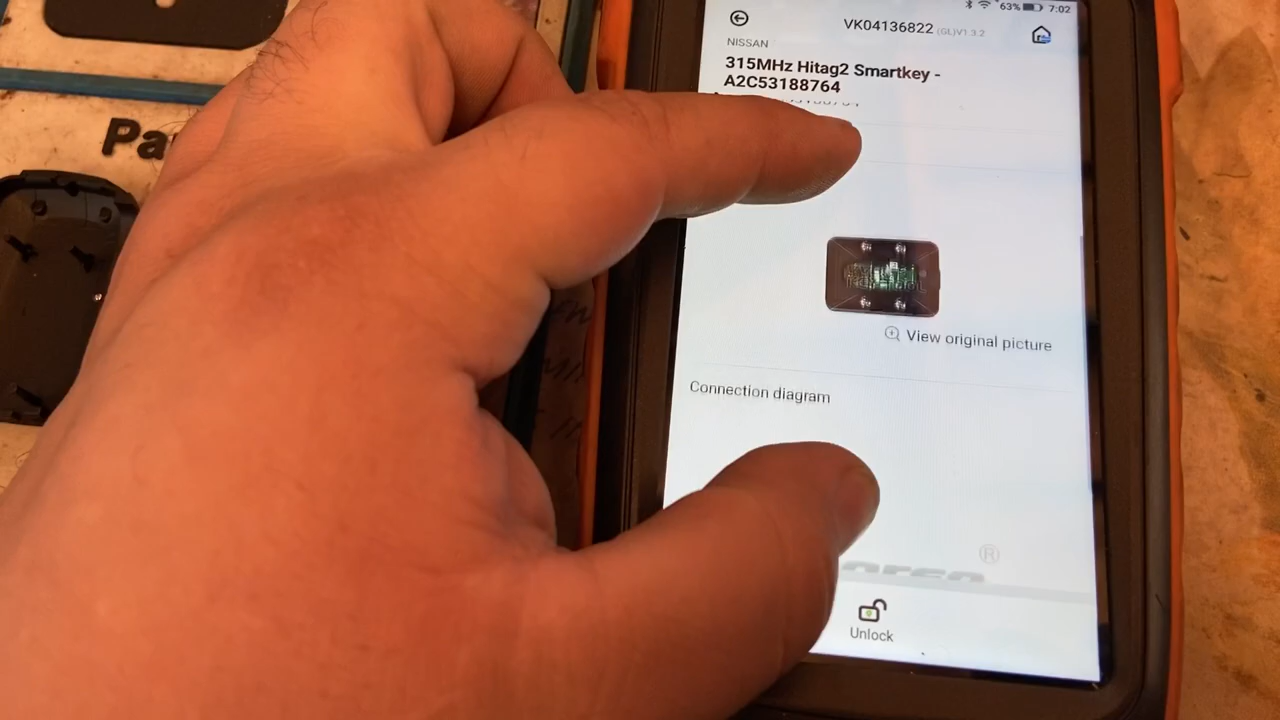 63% 7:02
VK04136822 (GL)V1.3.2
NISSAN
315MHz Hitag2 Smartkey -
A2C53188764
View original picture
Connection diagram
®
Unlock
Pa